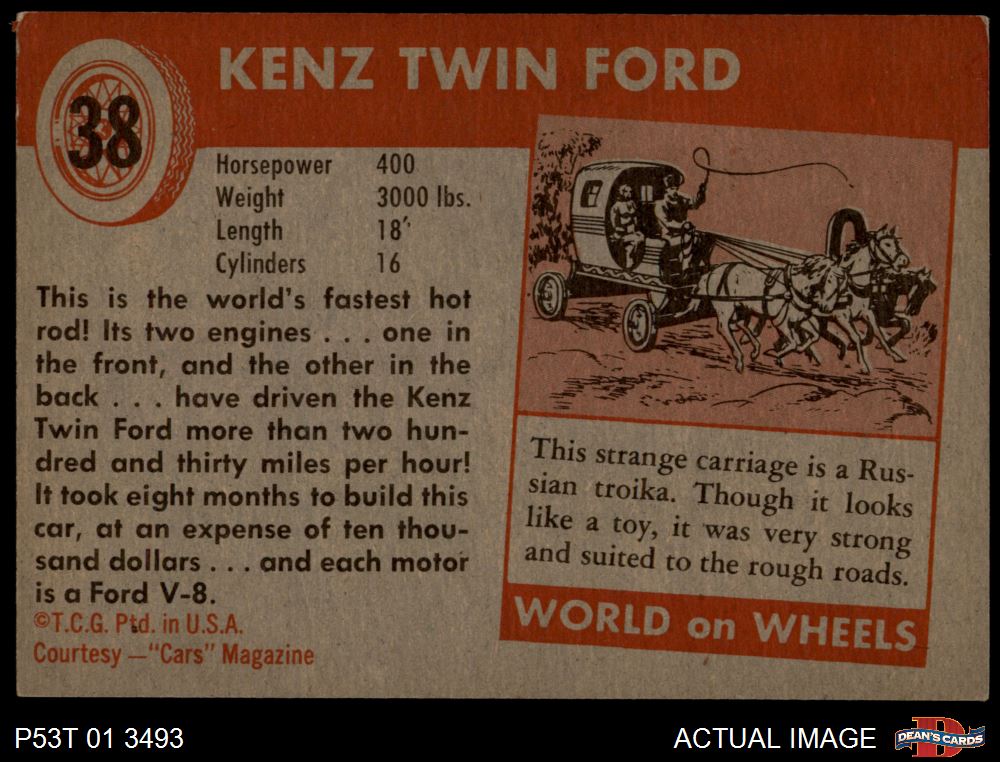 38
KENZ TWIN FORD
Horsepower 400
Weight 3000 lbs.
Length 18'
Cylinders 16
This is the world's fastest hot
rod! Its two engines . . . one in
the front, and the other in the
back . . . have driven the Kenz
Twin Ford more than two hun-
dred and thirty miles per hour!
It took eight months to build this
car, at an expense of ten thou-
sand dollars . . . and each motor
is a Ford V-8.
©T.C.G. Ptd. in U.S.A.
Courtesy —"Cars" Magazine
This strange carriage is a Rus-
sian troika. Though it looks
like a toy, it was very strong
and suited to the rough roads.
WORLD on WHEELS
P53T 01 3493
ACTUAL IMAGE
D
DEAN'S CARDS